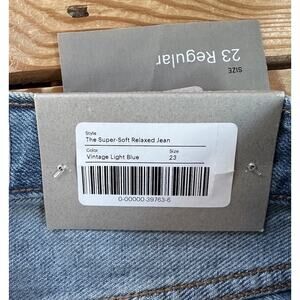 SIZE
23 Regular
Style
The Super-Soft Relaxed Jean
Color Size
Vintage Light Blue 23
0-00000-39763-6